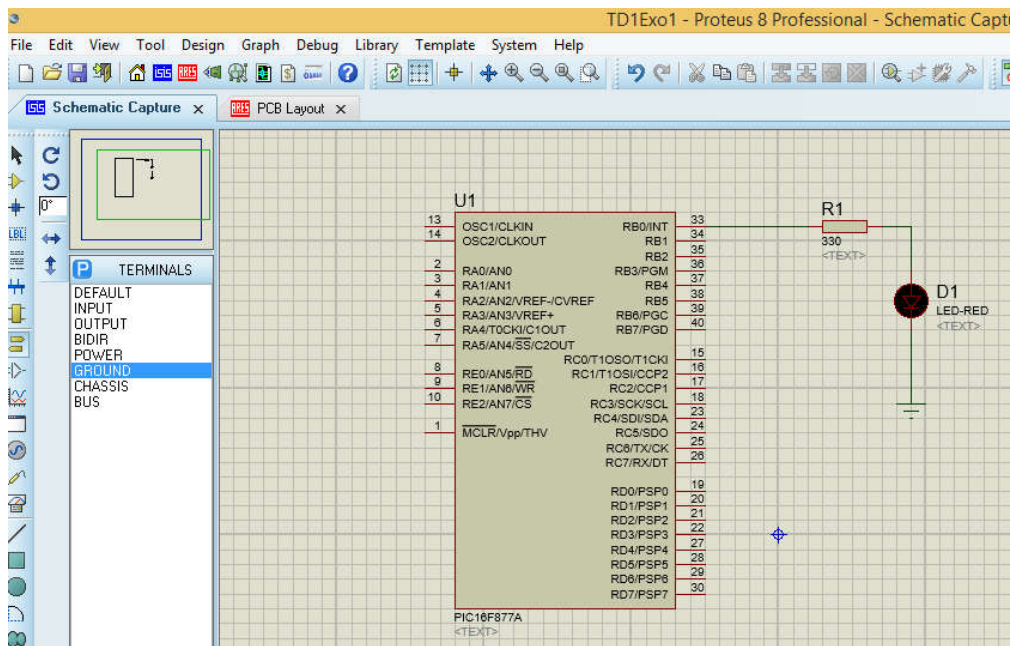 TD1Exo1 - Proteus 8 Professional - Schematic Capt
File Edit View Tool Design Graph Debug Library Template System Help
ISIS ARES
ISIS Schematic Capture x ARES PCB Layout x
0°
LBL
P TERMINALS
DEFAULT
INPUT
OUTPUT
BIDIR
POWER
GROUND
CHASSIS
BUS
U1
13 OSC1/CLKIN
14 OSC2/CLKOUT
2 RA0/AN0
3 RA1/AN1
4 RA2/AN2/VREF-/CVREF
5 RA3/AN3/VREF+
6 RA4/T0CKI/C1OUT
7 RA5/AN4/SS/C2OUT
8 RE0/AN5/RD
9 RE1/AN6/WR
10 RE2/AN7/CS
1 MCLR/Vpp/THV
RB0/INT 33
RB1 34
RB2 35
RB3/PGM 36
RB4 37
RB5 38
RB6/PGC 39
RB7/PGD 40
RC0/T1OSO/T1CKI 15
RC1/T1OSI/CCP2 16
RC2/CCP1 17
RC3/SCK/SCL 18
RC4/SDI/SDA 23
RC5/SDO 24
RC6/TX/CK 25
RC7/RX/DT 26
RD0/PSP0 19
RD1/PSP1 20
RD2/PSP2 21
RD3/PSP3 22
RD4/PSP4 27
RD5/PSP5 28
RD6/PSP6 29
RD7/PSP7 30
PIC16F877A
<TEXT>
R1
330
<TEXT>
D1
LED-RED
<TEXT>